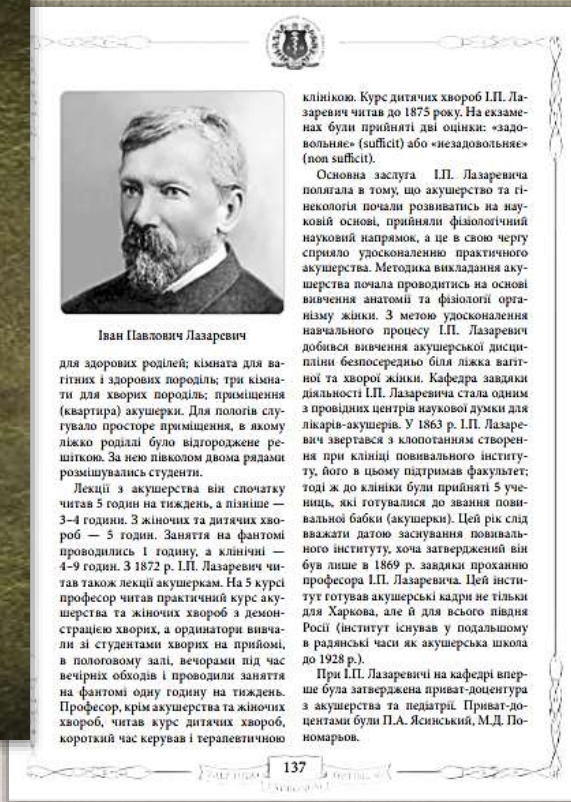 Іван Павлович Лазаревич
для здорових роділей; кімната для ва-
гітних і здорових породіль; три кімна-
ти для хворих породіль; приміщення
(квартира) акушерки. Для пологів слу-
гувало просторе приміщення, в якому
ліжко роділлі було відгороджене ре-
шіткою. За нею півколом двома рядами
розмішувались студенти.
Лекції з акушерства він спочатку
читав 5 годин на тиждень, а пізніше —
3–4 години. З жіночих та дитячих хво-
роб — 5 годин. Заняття на фантомі
проводились 1 годину, а клінічні —
4–9 годин. З 1872 р. І.П. Лазаревич чи-
тав також лекції акушеркам. На 5 курсі
професор читав практичний курс аку-
шерства та жіночих хвороб з демон-
страцією хворих, а ординатори вивча-
ли зі студентами хворих на прийомі,
в пологовому залі, вечорами під час
вечірніх обходів і проводили заняття
на фантомі одну годину на тиждень.
Професор, крім акушерства та жіночих
хвороб, читав курс дитячих хвороб,
короткий час керував і терапевтичною
клінікою. Курс дитячих хвороб І.П. Ла-
заревич читав до 1875 року. На екзаме-
нах були прийняті дві оцінки: «задо-
вольняє» (sufficit) або «незадовольняє»
(non sufficit).
Основна заслуга І.П. Лазаревича
полягала в тому, що акушерство та гі-
некологія почали розвиватись на нау-
ковій основі, прийняли фізіологічний
науковий напрямок, а це в свою чергу
сприяло удосконаленню практичного
акушерства. Методика викладання аку-
шерства почала проводитись на основі
вивчення анатомії та фізіології орга-
нізму жінки. З метою удосконалення
навчального процесу І.П. Лазаревич
добився вивчення акушерської дисци-
пліни безпосередньо біля ліжка вагіт-
ної та хворої жінки. Кафедра завдяки
діяльності І.П. Лазаревича стала одним
з провідних центрів наукової думки для
лікарів-акушерів. У 1863 р. І.П. Лазаре-
вич звертався з клопотанням створен-
ня при клініці повивального інститу-
ту, його в цьому підтримав факультет;
тоді ж до клініки були прийняті 5 уче-
ниць, які готувалися до звання пови-
вальної бабки (акушерки). Цей рік слід
вважати датою заснування повиваль-
ного інституту, хоча затверджений він
був лише в 1869 р. завдяки проханню
професора І.П. Лазаревича. Цей інсти-
тут готував акушерські кадри не тільки
для Харкова, але й для всього півдня
Росії (інститут існував у подальшому
в радянські часи як акушерська школа
до 1928 р.).
При І.П. Лазаревичі на кафедрі впер-
ше була затверджена приват-доцентура
з акушерства та педіатрії. Приват-до-
центами були П.А. Ясинський, М.Д. По-
номарьов.
137